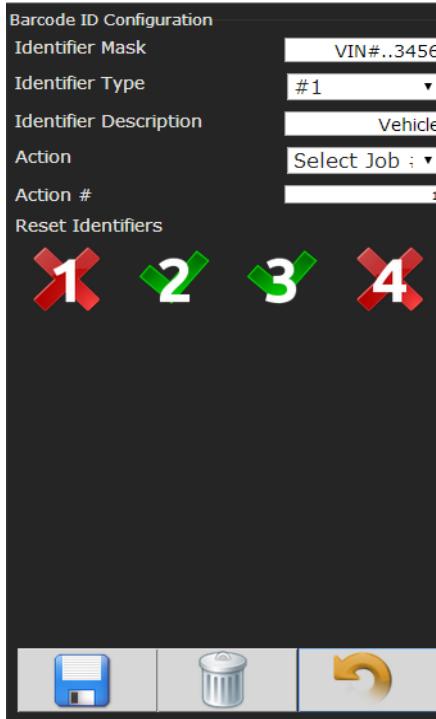 Barcode ID Configuration
Identifier Mask VIN#..3456
Identifier Type #1
Identifier Description Vehicle
Action Select Job
Action #
Reset Identifiers
1 2 3 4